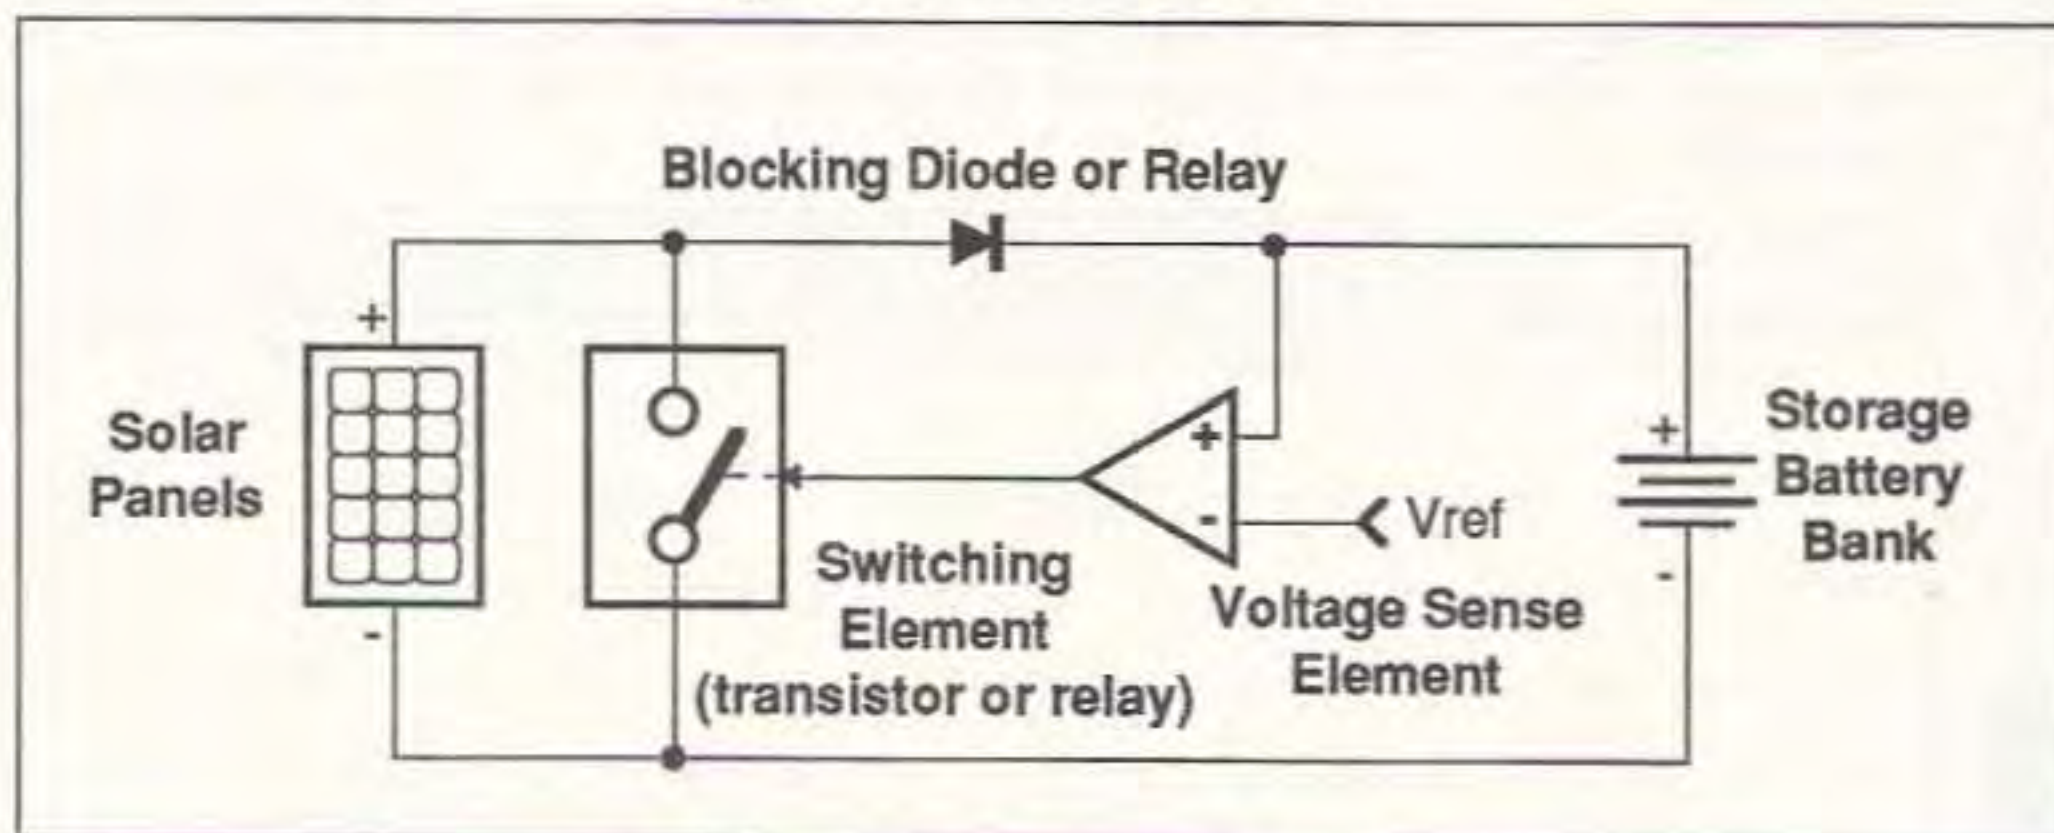 Blocking Diode or Relay
+
Solar
Panels
-
Switching
Element
(transistor or relay)
+
-
Vref
Voltage Sense
Element
+
-
Storage
Battery
Bank